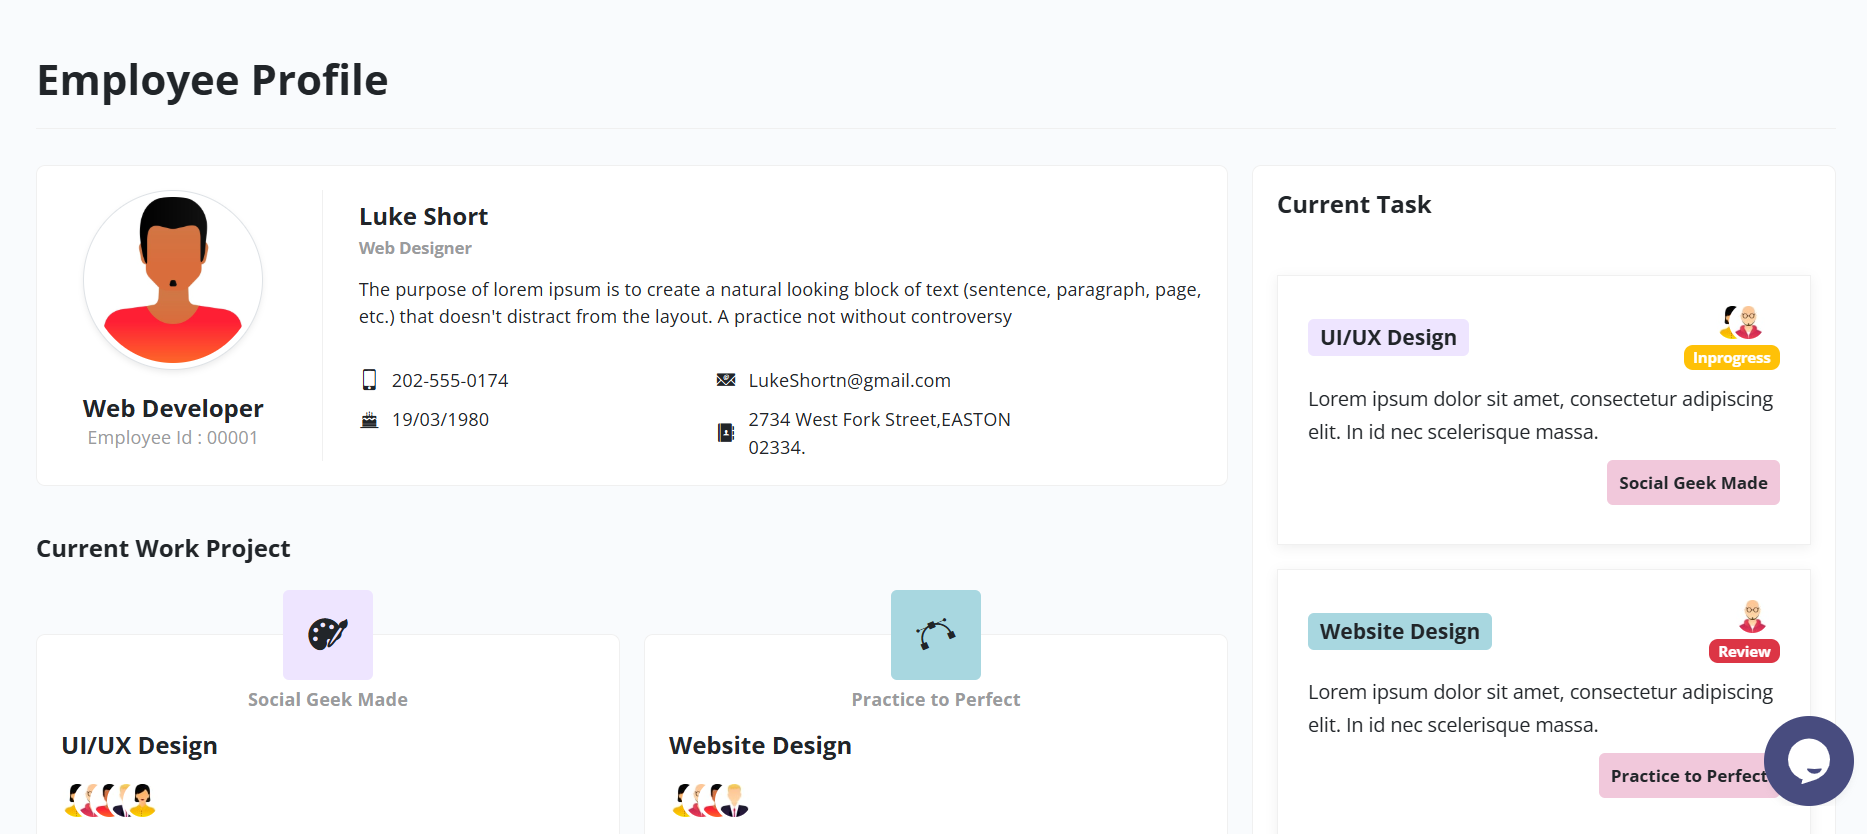 Employee Profile
Luke Short
Web Designer
The purpose of lorem ipsum is to create a natural looking block of text (sentence, paragraph, page,
etc.) that doesn't distract from the layout. A practice not without controversy
202-555-0174
LukeShortn@gmail.com
19/03/1980
2734 West Fork Street,EASTON
02334.
Web Developer
Employee Id : 00001
Current Work Project
Social Geek Made
UI/UX Design
Practice to Perfect
Website Design
Current Task
UI/UX Design
Inprogress
Lorem ipsum dolor sit amet, consectetur adipiscing
elit. In id nec scelerisque massa.
Social Geek Made
Website Design
Review
Lorem ipsum dolor sit amet, consectetur adipiscing
elit. In id nec scelerisque massa.
Practice to Perfect